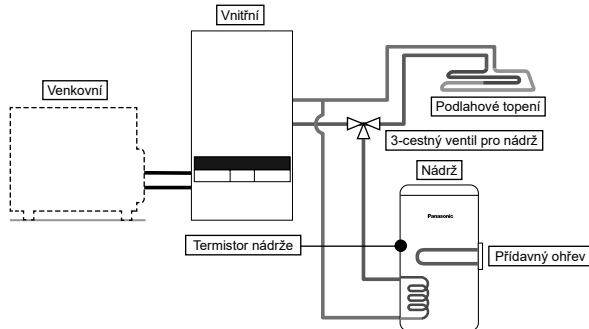 Vnitřní
Venkovní
Podlahové topení
3-cestný ventil pro nádrž
Nádrž
Panasonic
Termistor nádrže
Přídavný ohřev